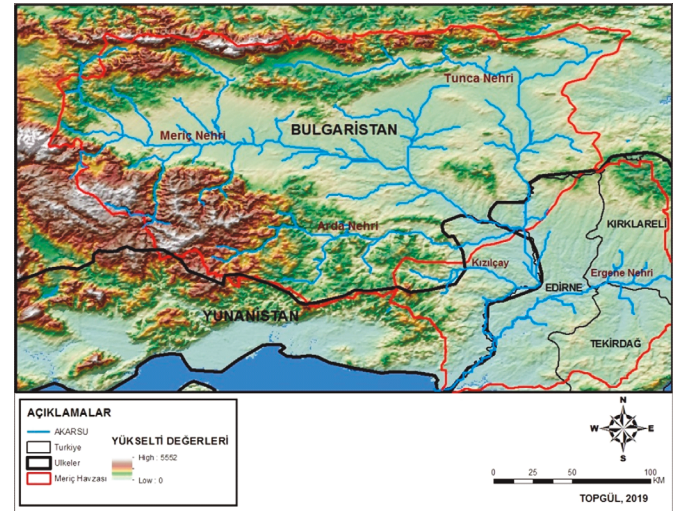 Tunca Nehri
Meriç Nehri
BULGARİSTAN
Arda Nehri
KIRKLARELİ
Kızılçay
Ergene Nehri
EDİRNE
YUNANİSTAN
TEKİRDAĞ
AÇIKLAMALAR
AKARSU
Turkiye
Ulkeler
Meriç Havzası
YÜKSELTİ DEĞERLERİ
High : 5552
Low : 0
N
W E
S
0 25 50 100
KM
TOPGÜL, 2019